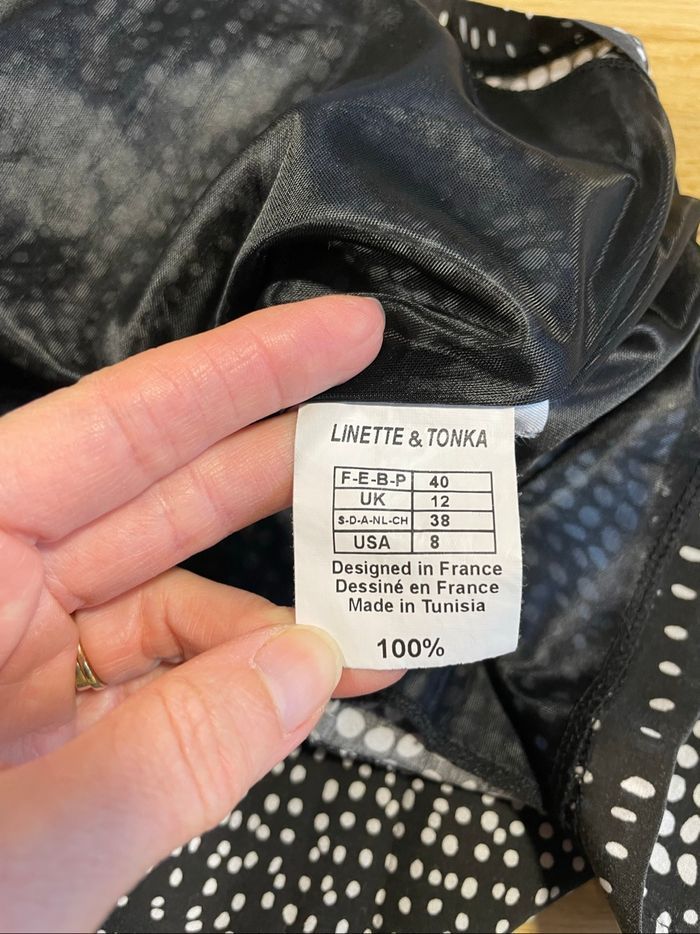 LINETTE & TONKA
F-E-B-P 40
UK 12
S-D-A-NL-CH 38
USA 8
Designed in France
Dessiné en France
Made in Tunisia
100%